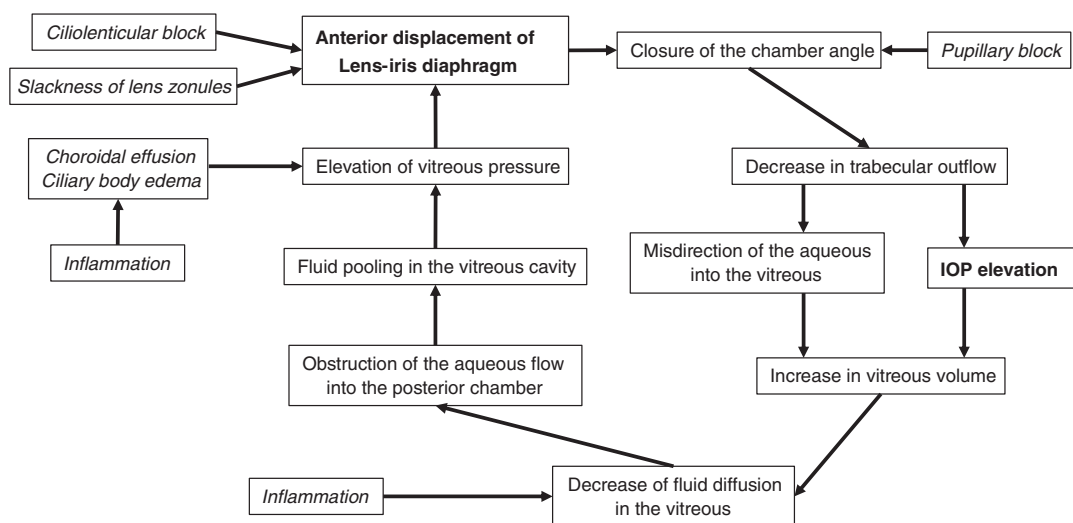 Ciliolenticular block
Anterior displacement of
Lens-iris diaphragm
Closure of the chamber angle
Pupillary block
Slackness of lens zonules
Choroidal effusion
Ciliary body edema
Elevation of vitreous pressure
Decrease in trabecular outflow
Inflammation
Fluid pooling in the vitreous cavity
Misdirection of the aqueous
into the vitreous
IOP elevation
Obstruction of the aqueous flow
into the posterior chamber
Increase in vitreous volume
Inflammation
Decrease of fluid diffusion
in the vitreous